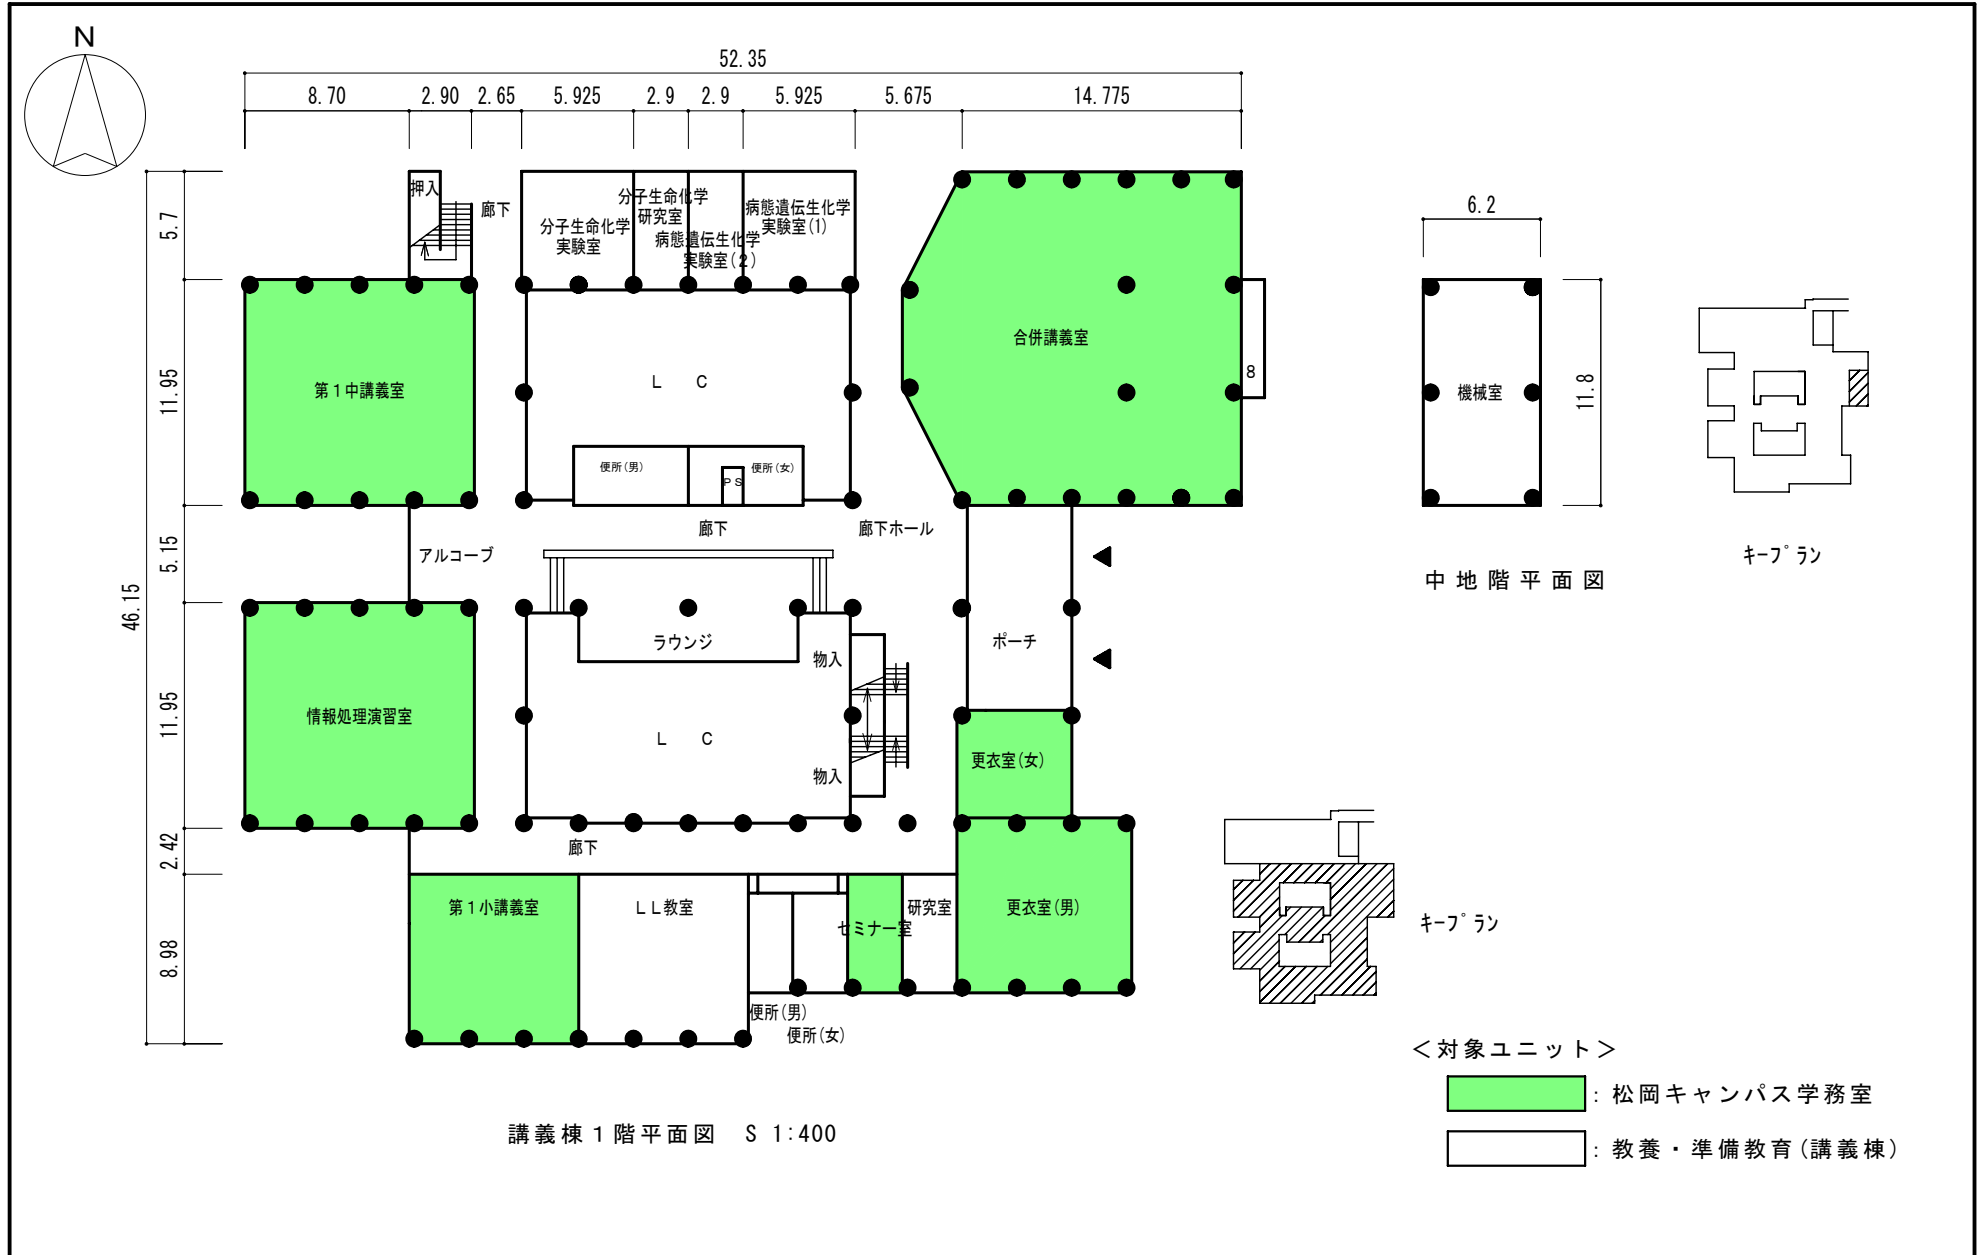 N
52.35
8.70
2.90
2.65
5.925
2.9
2.9
5.925
5.675
14.775
46.15
5.7
11.95
5.15
11.95
2.42
8.98
押入
廊下
分子生命化学
実験室
分子生命化学
研究室
病態遺伝生化学
実験室(2)
病態遺伝生化学
実験室(1)
第1中講義室
L C
便所(男)
PS
便所(女)
合併講義室
8
アルコーブ
廊下
廊下ホール
ラウンジ
物入
ポーチ
情報処理演習室
L C
物入
更衣室(女)
廊下
第1小講義室
LL教室
セミナー室
研究室
更衣室(男)
便所(男)
便所(女)
講義棟1階平面図 S 1:400
6.2
11.8
機械室
中地階平面図
キープラン
キープラン
＜対象ユニット＞
：松岡キャンパス学務室
：教養・準備教育(講義棟)